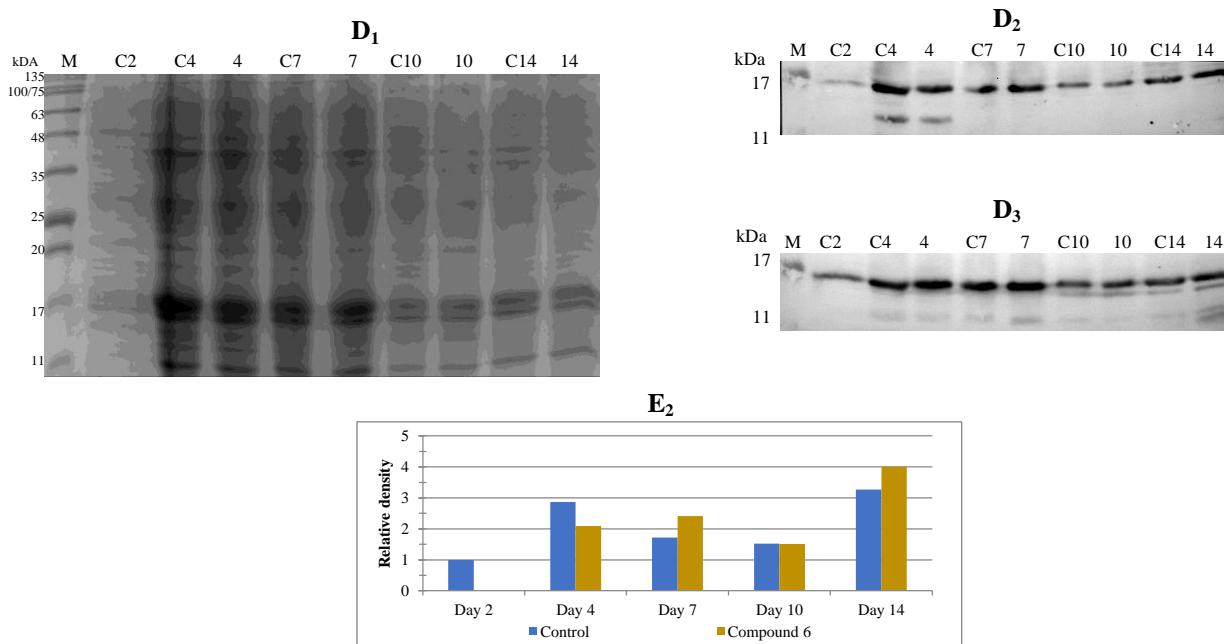 D1
kDA M C2 C4 4 C7 7 C10 10 C14 14
135
100/75
63
48
35
25
20
17
11
D2
kDa M C2 C4 4 C7 7 C10 10 C14 14
17
11
D3
kDa M C2 C4 4 C7 7 C10 10 C14 14
17
11
E2
Relative density
5
4
3
2
1
0
Day 2 Day 4 Day 7 Day 10 Day 14
Control Compound 6